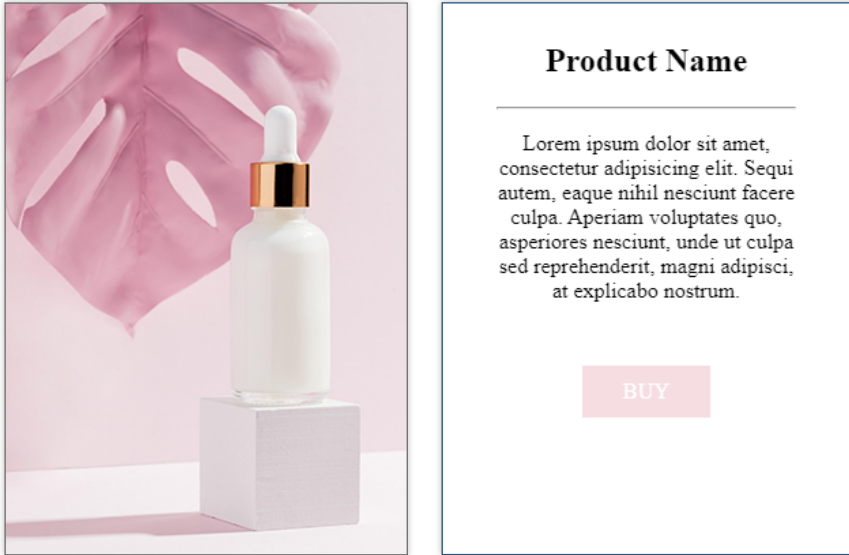 Product Name
Lorem ipsum dolor sit amet,
consectetur adipisicing elit. Sequi
autem, eaque nihil nesciunt facere
culpa. Aperiam voluptates quo,
asperiores nesciunt, unde ut culpa
sed reprehenderit, magni adipisci,
at explicabo nostrum.
BUY